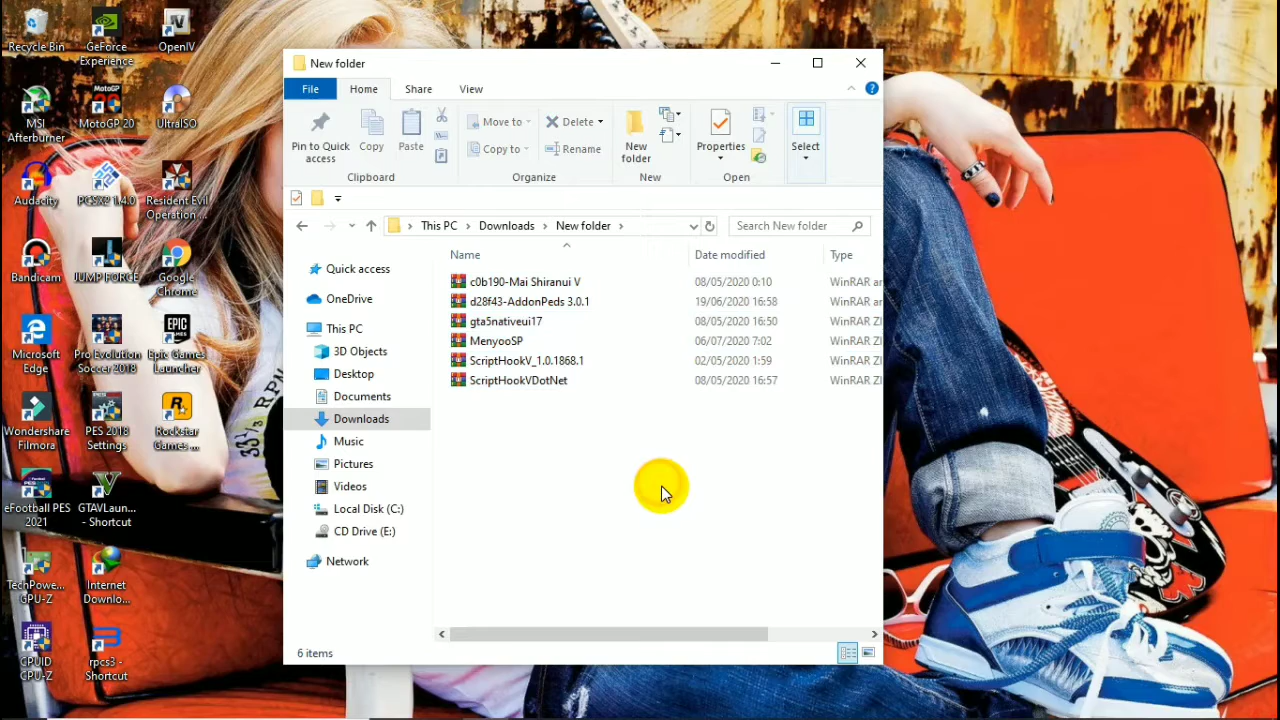 Recycle Bin
GeForce
Experience
OpenIV
MSI
Afterburner
MotoGP 20
UltraISO
Audacity
PCSX2 1.4.0
Resident Evil
Operation ...
Bandicam
JUMP FORCE
Google
Chrome
Microsoft
Edge
Pro Evolution
Soccer 2018
Epic Games
Launcher
Wondershare
Filmora
PES 2018
Settings
Rockstar
Games ...
eFootball PES
2021
GTAVLaun...
- Shortcut
TechPowe...
GPU-Z
Internet
Downlo...
CPUID
CPU-Z
rpcs3 -
Shortcut
New folder
File
Home
Share
View
Pin to Quick
access
Copy
Paste
Move to
Copy to
Delete
Rename
New
folder
Properties
Select
Clipboard
Organize
New
Open
This PC
Downloads
New folder
Search New folder
Name
Date modified
Type
c0b190-Mai Shiranui V 08/05/2020 0:10 WinRAR ar
d28f43-AddonPeds 3.0.1 19/06/2020 16:58 WinRAR ar
gta5nativeui17 08/05/2020 16:50 WinRAR ZI
MenyooSP 06/07/2020 7:02 WinRAR ZI
ScriptHookV_1.0.1868.1 02/05/2020 1:59 WinRAR ZI
ScriptHookVDotNet 08/05/2020 16:57 WinRAR ZI
Quick access
OneDrive
This PC
3D Objects
Desktop
Documents
Downloads
Music
Pictures
Videos
Local Disk (C:)
CD Drive (E:)
Network
6 items